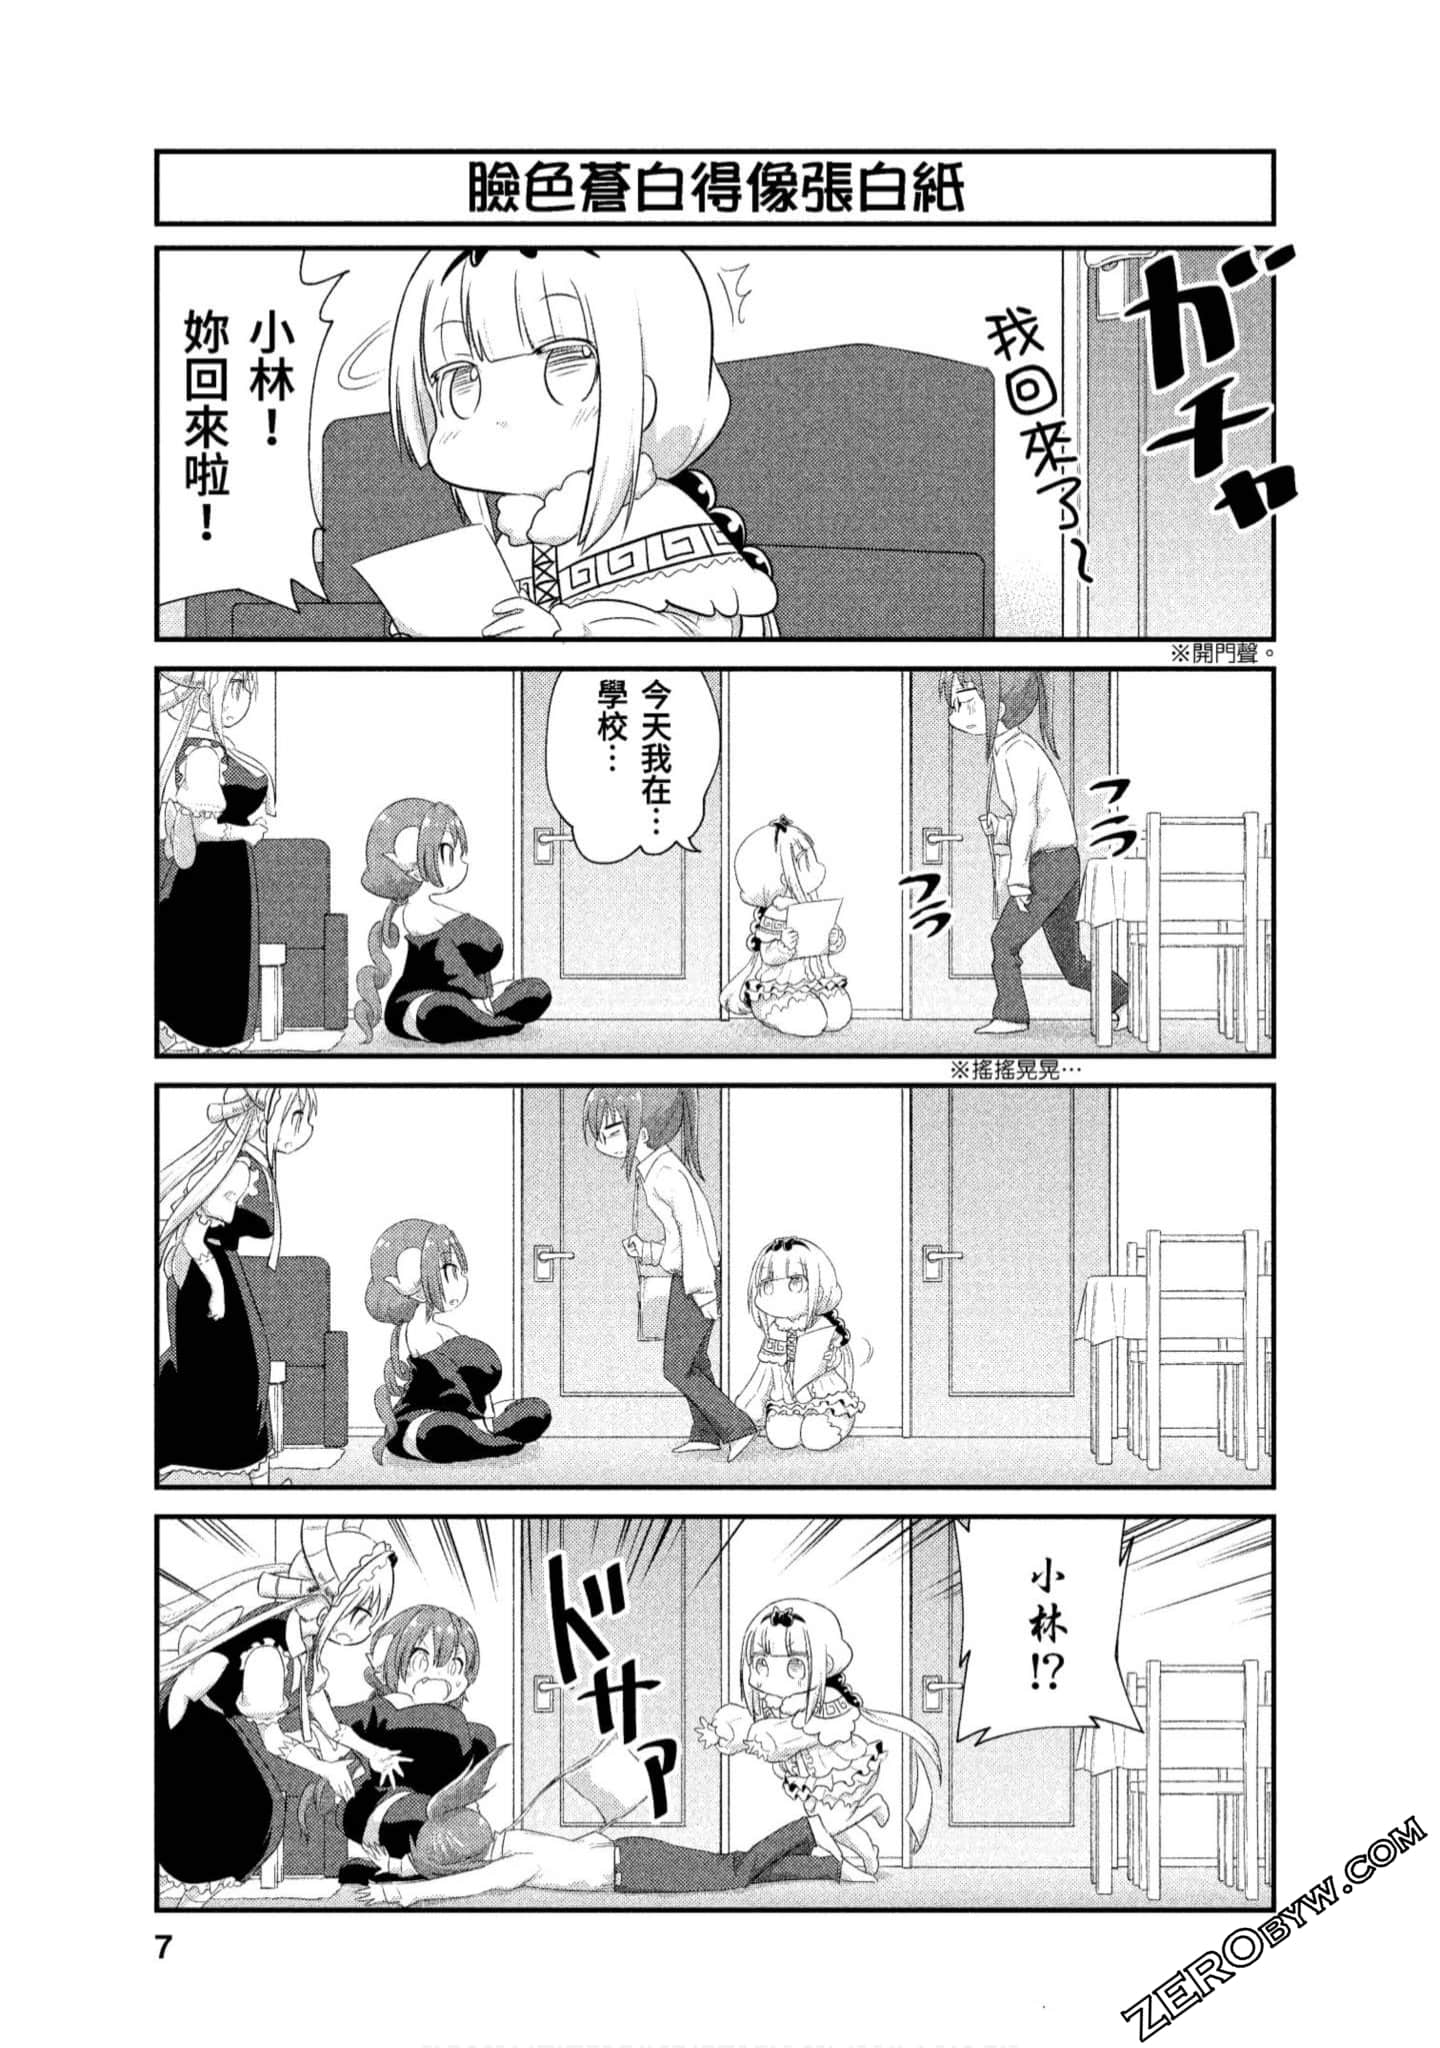 臉色蒼白得像張白紙
ガチャ
我回來了～
小林！
妳回來啦！
※開門聲。
フラ
フラ
今天我在…
學校…
※搖搖晃晃…
小林!?
ドサァ
7
ZEROBYW.COM